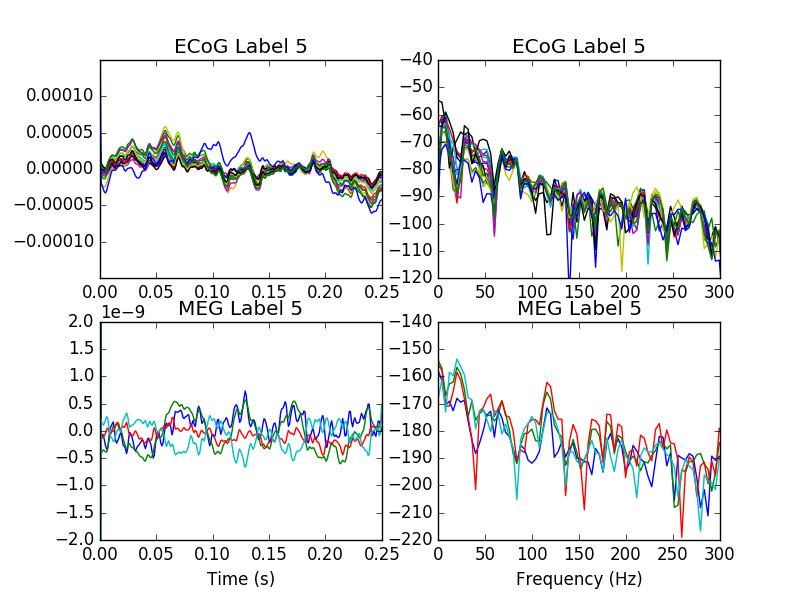 ECoG Label 5
0.00010
0.00005
0.00000
−0.00005
−0.00010
0.00 0.05 0.10 0.15 0.20 0.25
ECoG Label 5
−40
−50
−60
−70
−80
−90
−100
−110
−120
0 50 100 150 200 250 300
MEG Label 5
1e−9
2.0
1.5
1.0
0.5
0.0
−0.5
−1.0
−1.5
−2.0
0.00 0.05 0.10 0.15 0.20 0.25
Time (s)
MEG Label 5
−140
−150
−160
−170
−180
−190
−200
−210
−220
0 50 100 150 200 250 300
Frequency (Hz)